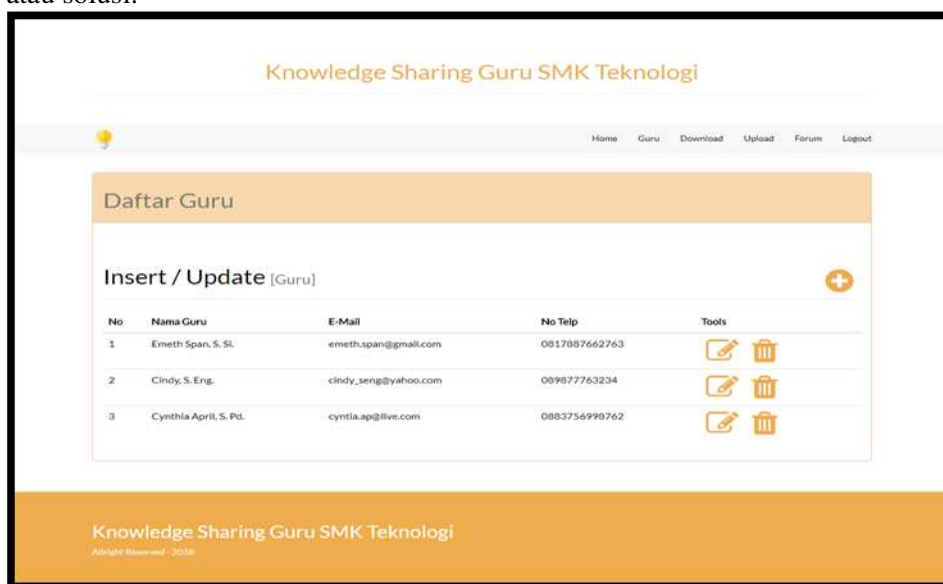 atau solusi.
Knowledge Sharing Guru SMK Teknologi
Home Guru Download Upload Forum Logout
Daftar Guru
Insert / Update [Guru]
No Nama Guru E-Mail No Telp Tools
1 Emeth Span, S. Si. emeth.span@gmail.com 0817887662763
2 Cindy, S. Eng. cindy_seng@yahoo.com 089877763234
3 Cynthia April, S. Pd. cyntia.ap@live.com 0883756998762
Knowledge Sharing Guru SMK Teknologi
Allright Reserved - 2016